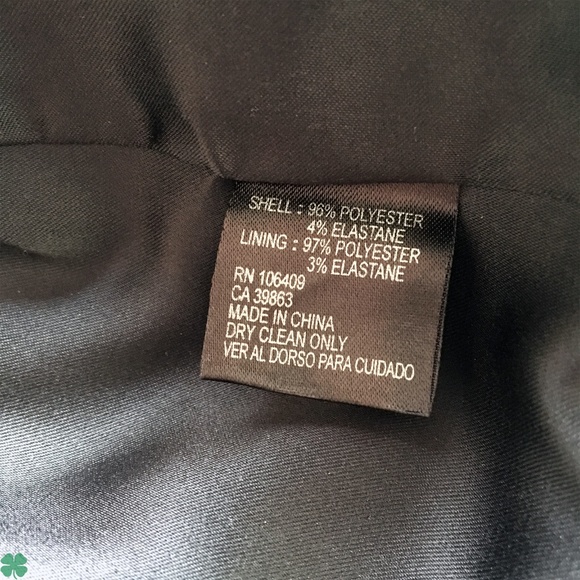 SHELL : 96% POLYESTER
4% ELASTANE
LINING : 97% POLYESTER
3% ELASTANE
RN 106409
CA 39863
MADE IN CHINA
DRY CLEAN ONLY
VER AL DORSO PARA CUIDADO